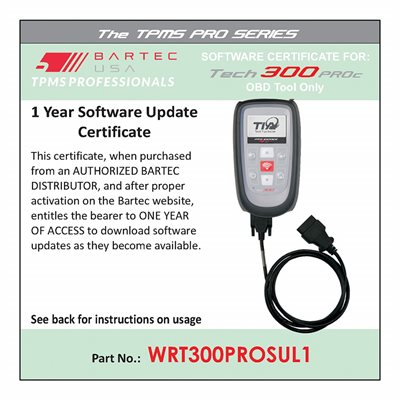 The TPMS PRO SERIES
BARTEC
USA
TPMS PROFESSIONALS
SOFTWARE CERTIFICATE FOR:
Tech 300 PROc
OBD Tool Only
1 Year Software Update
Certificate
This certificate, when purchased
from an AUTHORIZED BARTEC
DISTRIBUTOR, and after proper
activation on the Bartec website,
entitles the bearer to ONE YEAR
OF ACCESS to download software
updates as they become available.
See back for instructions on usage
Part No.: WRT300PROSUL1